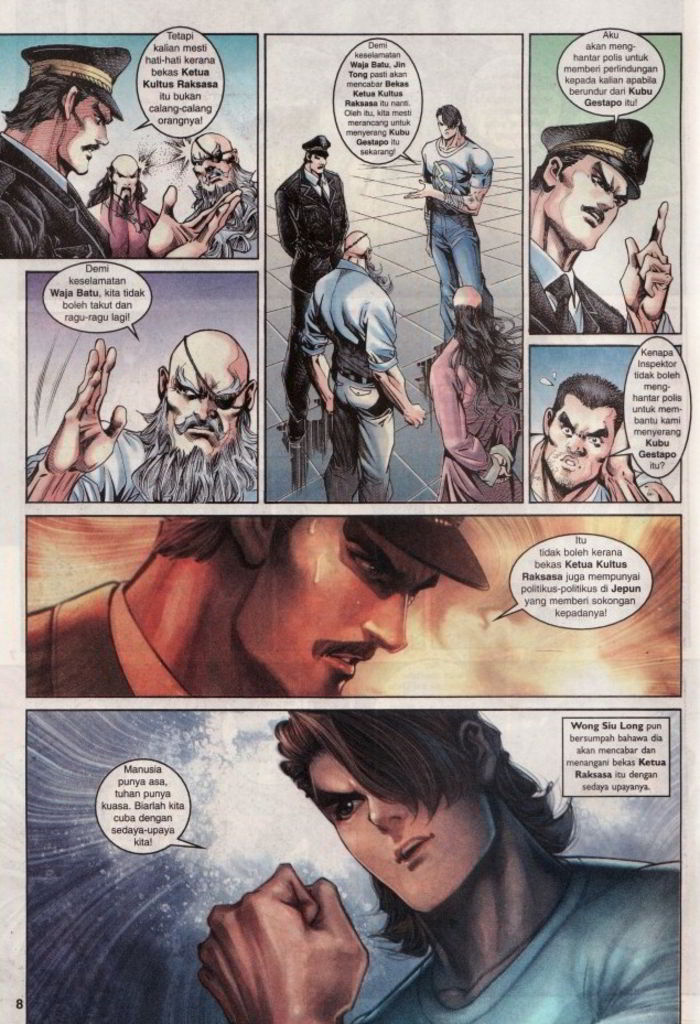 Tetapi
kalian mesti
hati-hati kerana
bekas Ketua
Kultus Raksasa
itu bukan
calang-calang
orangnya!
Demi
keselamatan
Waja Batu, kita tidak
boleh takut dan
ragu-ragu lagi!
Demi
keselamatan
Waja Batu, Jin
Tong pasti akan
mencabar Bekas
Ketua Kultus
Raksasa itu nanti.
Oleh itu, kita mesti
merancang untuk
menyerang Kubu
Gestapo itu
sekarang!
Aku
akan meng-
hantar polis untuk
memberi perlindungan
kepada kalian apabila
berundur dari Kubu
Gestapo itu!
Kenapa
Inspektor
tidak boleh
meng-
hantar polis
untuk mem-
bantu kami
menyerang
Kubu
Gestapo
itu?
Itu
tidak boleh kerana
bekas Ketua Kultus
Raksasa juga mempunyai
politikus-politikus di Jepun
yang memberi sokongan
kepadanya!
Wong Siu Long pun
bersumpah bahawa dia
akan mencabar dan
menangani bekas Ketua
Raksasa itu dengan
sedaya upayanya.
Manusia
punya asa,
tuhan punya
kuasa. Biarlah kita
cuba dengan
sedaya-upaya
kita!
8